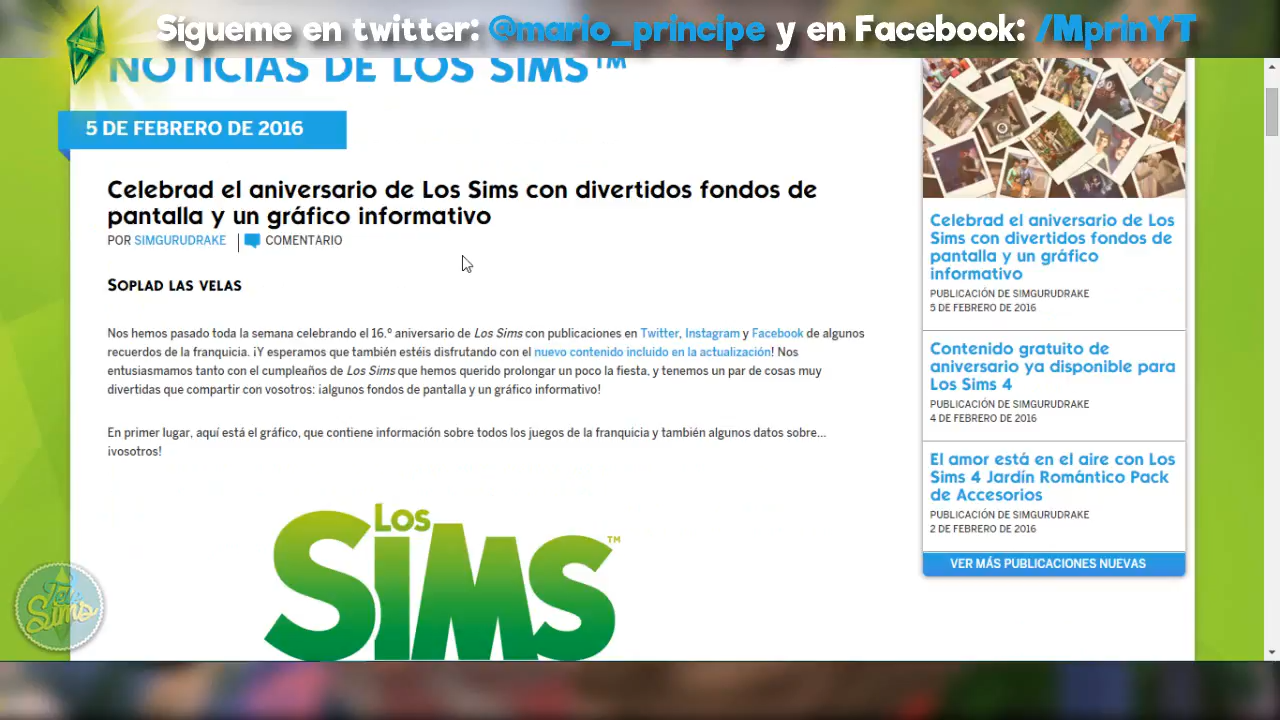 Sígueme en twitter: @mario_principe y en Facebook: /MprinYT
NOTICIAS DE LOS SIMS™
5 DE FEBRERO DE 2016
Celebrad el aniversario de Los Sims con divertidos fondos de
pantalla y un gráfico informativo
POR SIMGURUDRAKE | COMENTARIO
SOPLAD LAS VELAS
Nos hemos pasado toda la semana celebrando el 16.º aniversario de Los Sims con publicaciones en Twitter, Instagram y Facebook de algunos
recuerdos de la franquicia. ¡Y esperamos que también estéis disfrutando con el nuevo contenido incluido en la actualización! Nos
entusiasmamos tanto con el cumpleaños de Los Sims que hemos querido prolongar un poco la fiesta, y tenemos un par de cosas muy
divertidas que compartir con vosotros: ¡algunos fondos de pantalla y un gráfico informativo!
En primer lugar, aquí está el gráfico, que contiene información sobre todos los juegos de la franquicia y también algunos datos sobre...
¡vosotros!
LOS
SIMS™
Celebrad el aniversario de Los
Sims con divertidos fondos de
pantalla y un gráfico
informativo
PUBLICACIÓN DE SIMGURUDRAKE
5 DE FEBRERO DE 2016
Contenido gratuito de
aniversario ya disponible para
Los Sims 4
PUBLICACIÓN DE SIMGURUDRAKE
4 DE FEBRERO DE 2016
El amor está en el aire con Los
Sims 4 Jardín Romántico Pack
de Accesorios
PUBLICACIÓN DE SIMGURUDRAKE
2 DE FEBRERO DE 2016
VER MÁS PUBLICACIONES NUEVAS
Sims